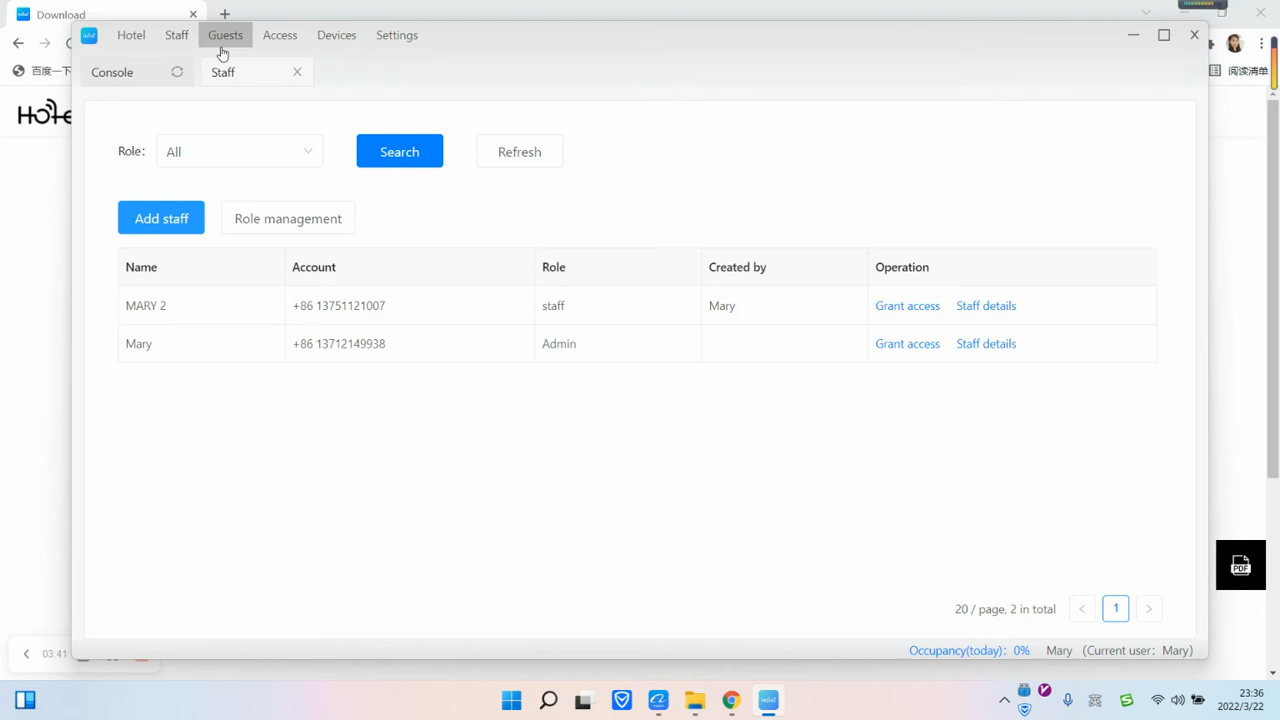 Download
Hotel Staff Guests Access Devices Settings
百度一下
阅读清单
Console Staff
Hote
Role: All Search Refresh
Add staff Role management
Name Account Role Created by Operation
MARY 2 +86 13751121007 staff Mary Grant access Staff details
Mary +86 13712149938 Admin Grant access Staff details
PDF
20 / page, 2 in total 1
03:41
Occupancy(today): 0% Mary (Current user: Mary)
23:36
2022/3/22